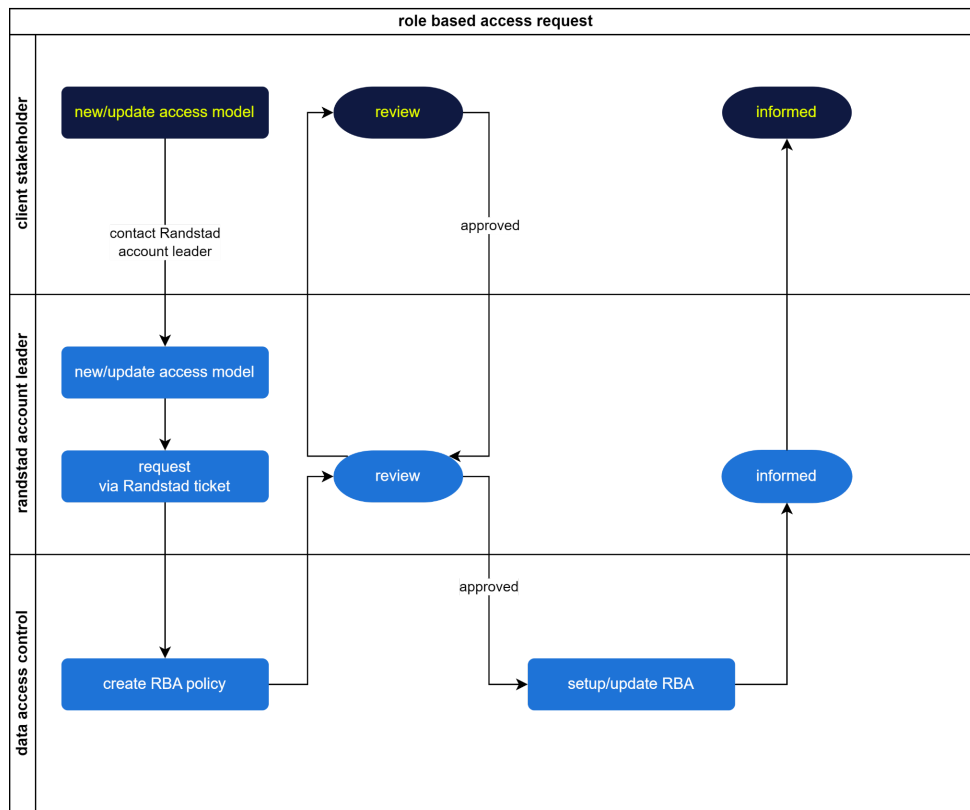 role based access request
client stakeholder
new/update access model
review
informed
contact Randstad
account leader
approved
randstad account leader
new/update access model
request
via Randstad ticket
review
informed
data access control
approved
create RBA policy
setup/update RBA